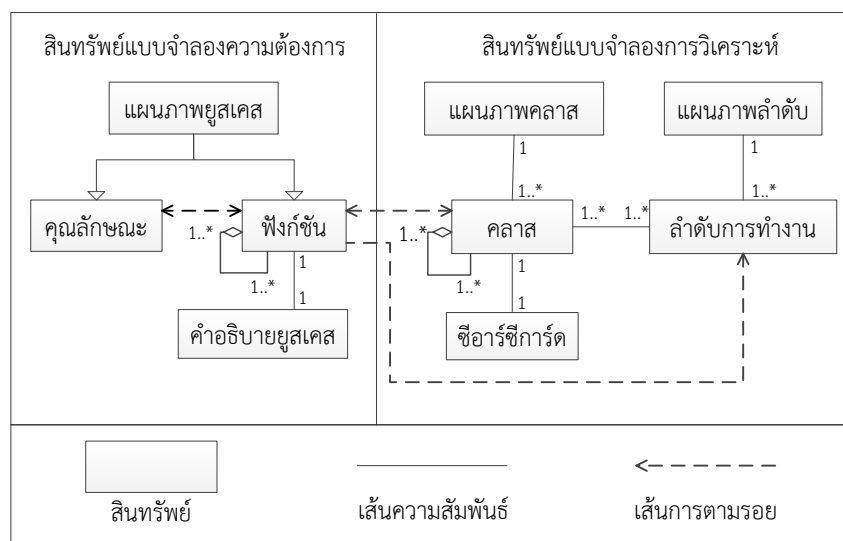 สินทรัพย์แบบจำลองความต้องการ
แผนภาพยูสเคส
คุณลักษณะ
ฟังก์ชัน
1..*
1..*
1
1
คำอธิบายยูสเคส
สินทรัพย์แบบจำลองการวิเคราะห์
แผนภาพคลาส
แผนภาพลำดับ
1
1
1..*
1..*
คลาส
1..*
1..*
ลำดับการทำงาน
1..*
1..*
1
1
ซีอาร์ซีการ์ด
สินทรัพย์
เส้นความสัมพันธ์
เส้นการตามรอย